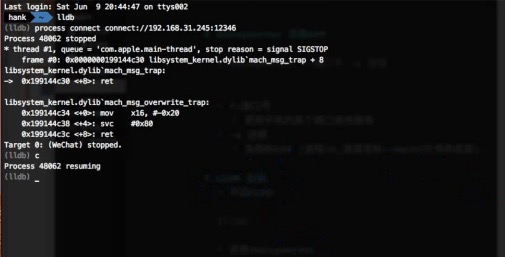 Last login: Sat Jun  9 20:44:47 on ttys002
hank ~ lldb
(lldb) process connect connect://192.168.31.245:12346
Process 48062 stopped
* thread #1, queue = 'com.apple.main-thread', stop reason = signal SIGSTOP
    frame #0: 0x0000000199144c30 libsystem_kernel.dylib`mach_msg_trap + 8
libsystem_kernel.dylib`mach_msg_trap:
->  0x199144c30 <+8>: ret

libsystem_kernel.dylib`mach_msg_overwrite_trap:
    0x199144c34 <+0>: mov    x16, #-0x20
    0x199144c38 <+4>: svc    #0x80
    0x199144c3c <+8>: ret
Target 0: (WeChat) stopped.
(lldb) c
Process 48062 resuming
(lldb) _